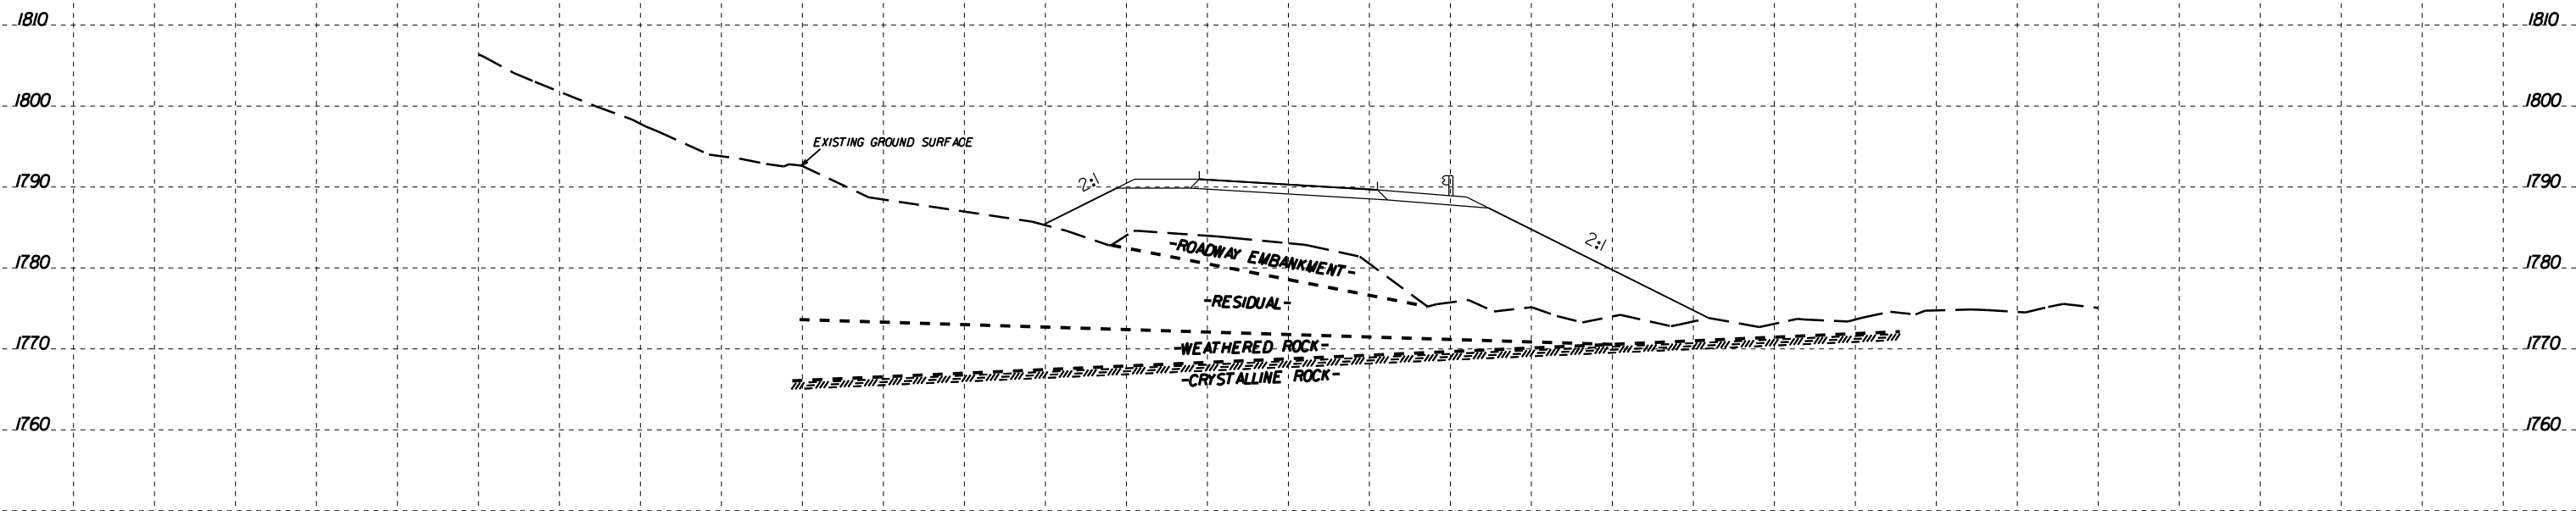 1810 1810
1800 1800
EXISTING GROUND SURFACE
1790 2:1 1790
2:1
ROADWAY EMBANKMENT
1780 1780
RESIDUAL
1770 WEATHERED ROCK 1770
CRYSTALLINE ROCK
1760 1760